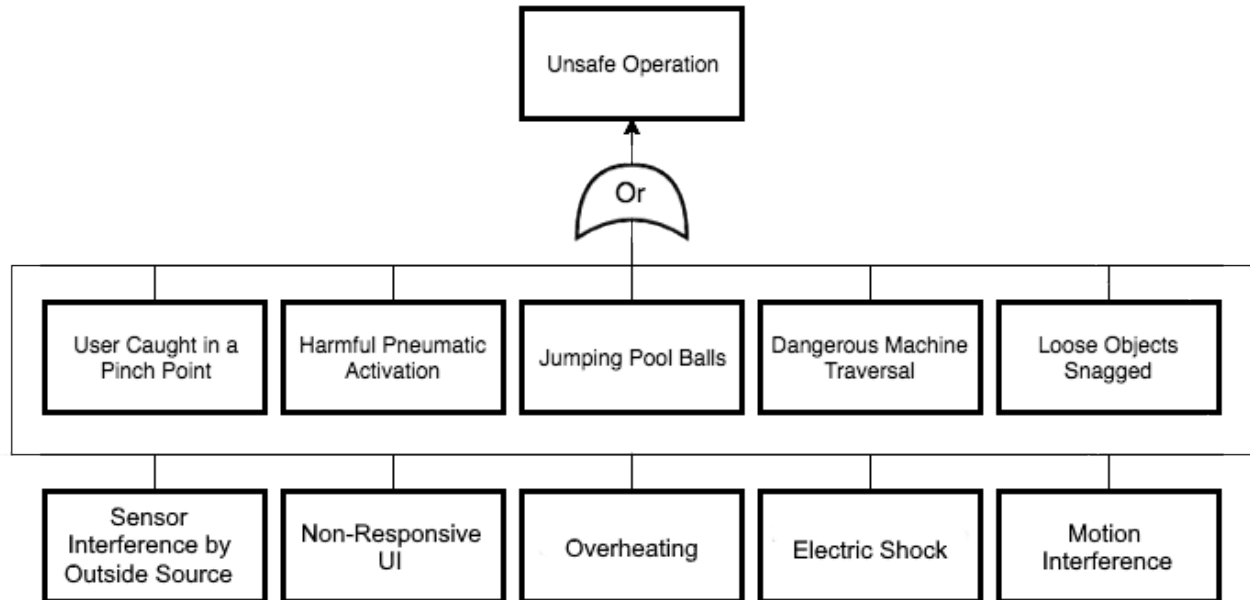 Unsafe Operation
Or
User Caught in a
Pinch Point
Harmful Pneumatic
Activation
Jumping Pool Balls
Dangerous Machine
Traversal
Loose Objects
Snagged
Sensor
Interference by
Outside Source
Non-Responsive
UI
Overheating
Electric Shock
Motion
Interference